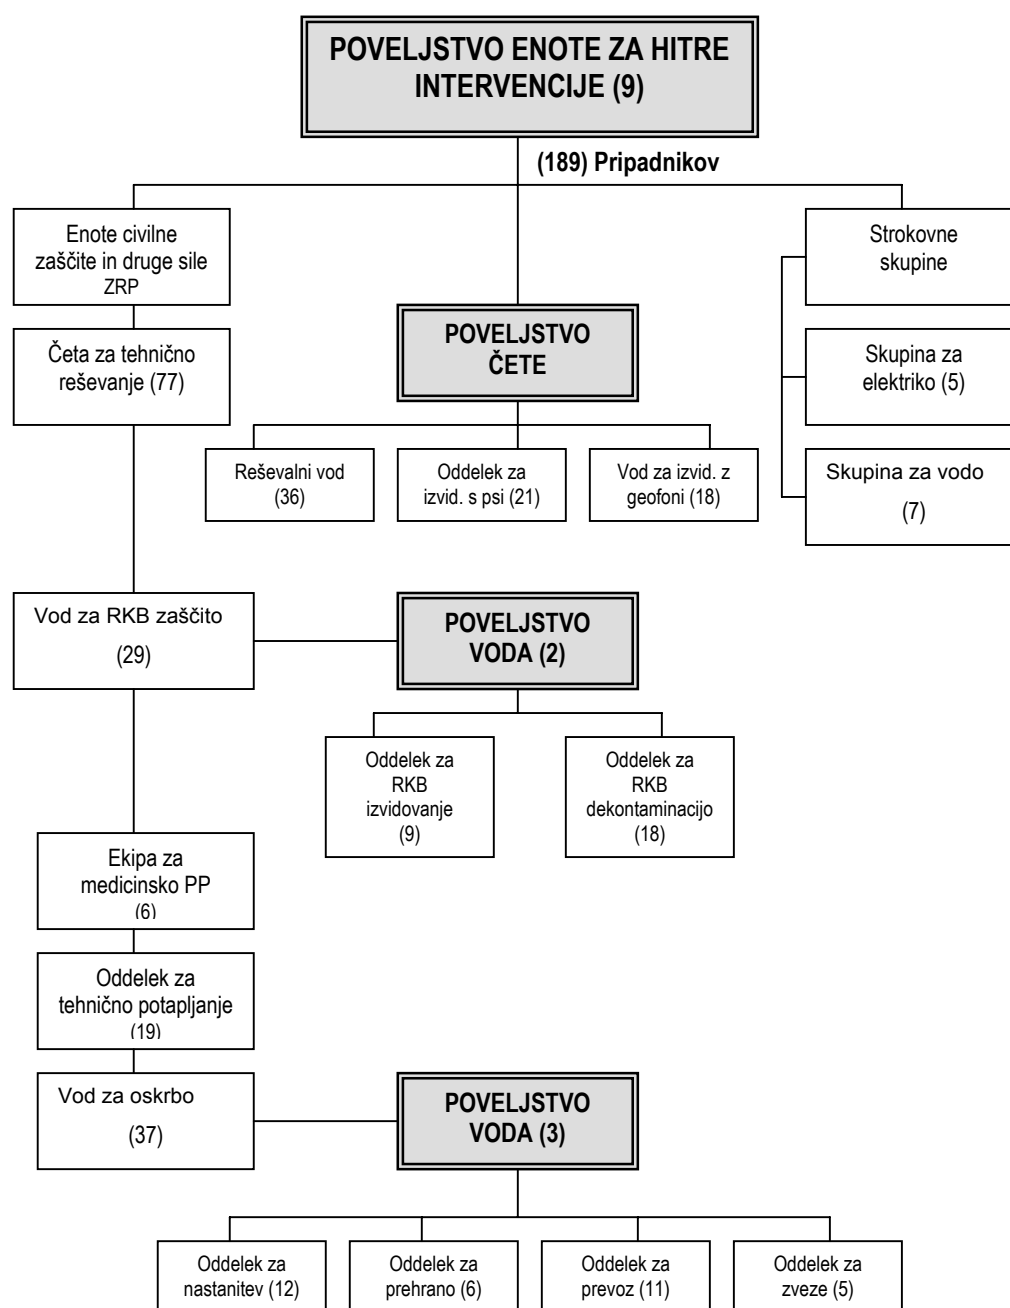 POVELJSTVO ENOTE ZA HITRE
INTERVENCIJE (9)
(189) Pripadnikov
Enote civilne
zaščite in druge sile
ZRP
Strokovne
skupine
POVELJSTVO
ČETE
Četa za tehnično
reševanje (77)
Skupina za
elektriko (5)
Reševalni vod
(36)
Oddelek za
izvid. s psi (21)
Vod za izvid. z
geofoni (18)
Skupina za vodo
(7)
Vod za RKB zaščito
(29)
POVELJSTVO
VODA (2)
Oddelek za
RKB
izvidovanje
(9)
Oddelek za
RKB
dekontaminacijo
(18)
Ekipa za
medicinsko PP
(6)
Oddelek za
tehnično potapljanje
(19)
Vod za oskrbo
(37)
POVELJSTVO
VODA (3)
Oddelek za
nastanitev (12)
Oddelek za
prehrano (6)
Oddelek za
prevoz (11)
Oddelek za
zveze (5)